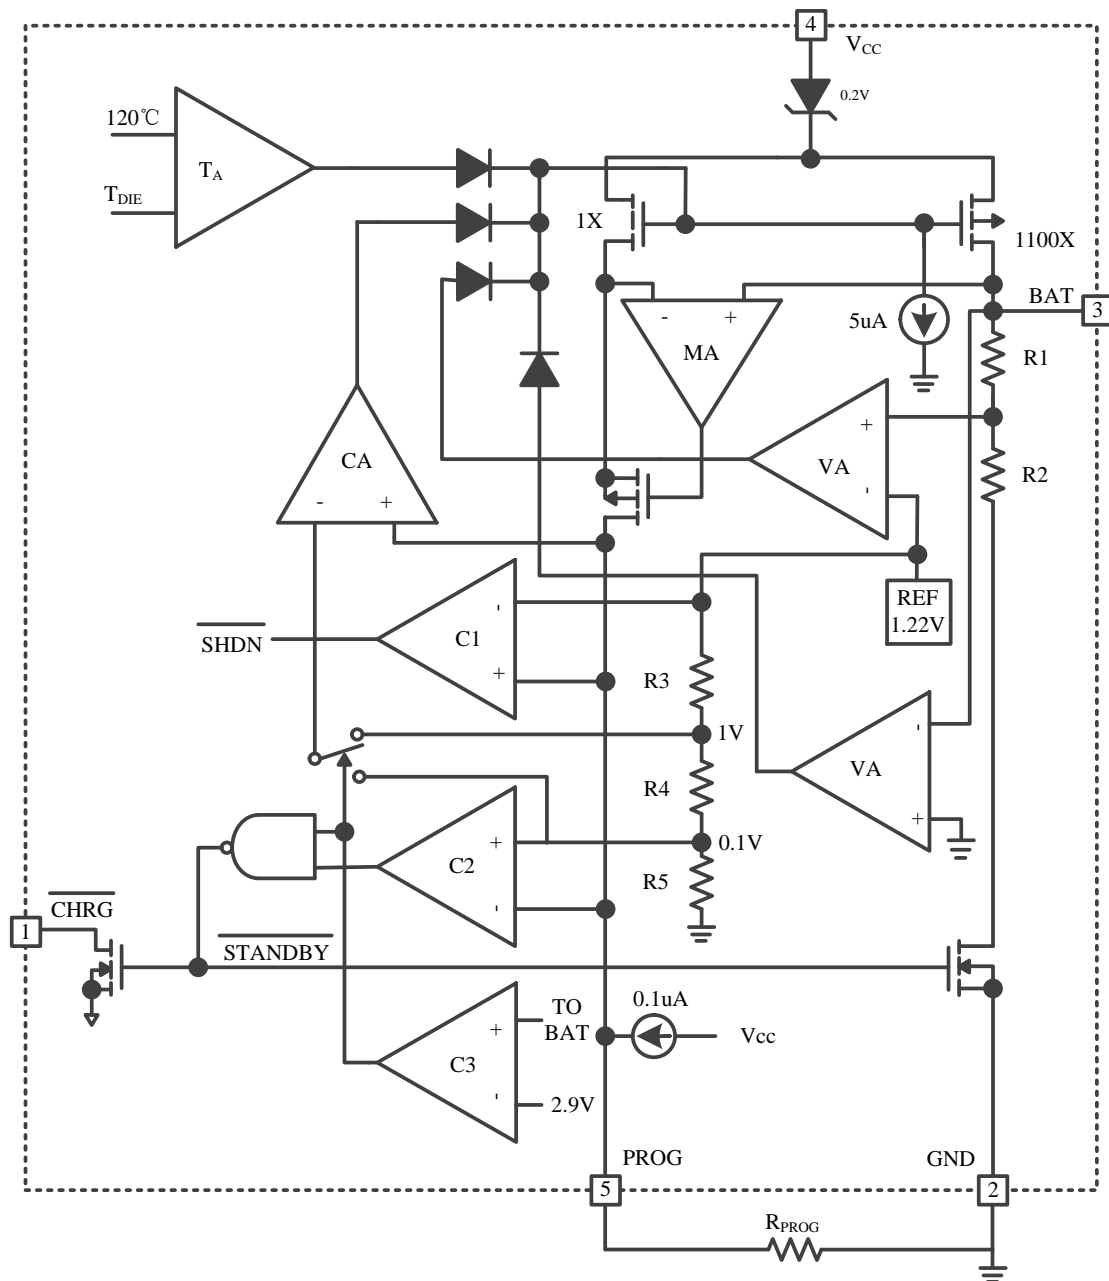 4
VCC
0.2V
120℃
TA
TDIE
1X
1100X
BAT
3
5uA
- +
MA
R1
CA
- +
+
VA
-
R2
REF
1.22V
SHDN
-
C1
+
R3
1V
-
VA
+
R4
+
C2
-
0.1V
R5
CHRG
1
STANDBY
0.1uA
TO
BAT
+
C3
-
Vcc
2.9V
PROG
GND
5
2
RPROG